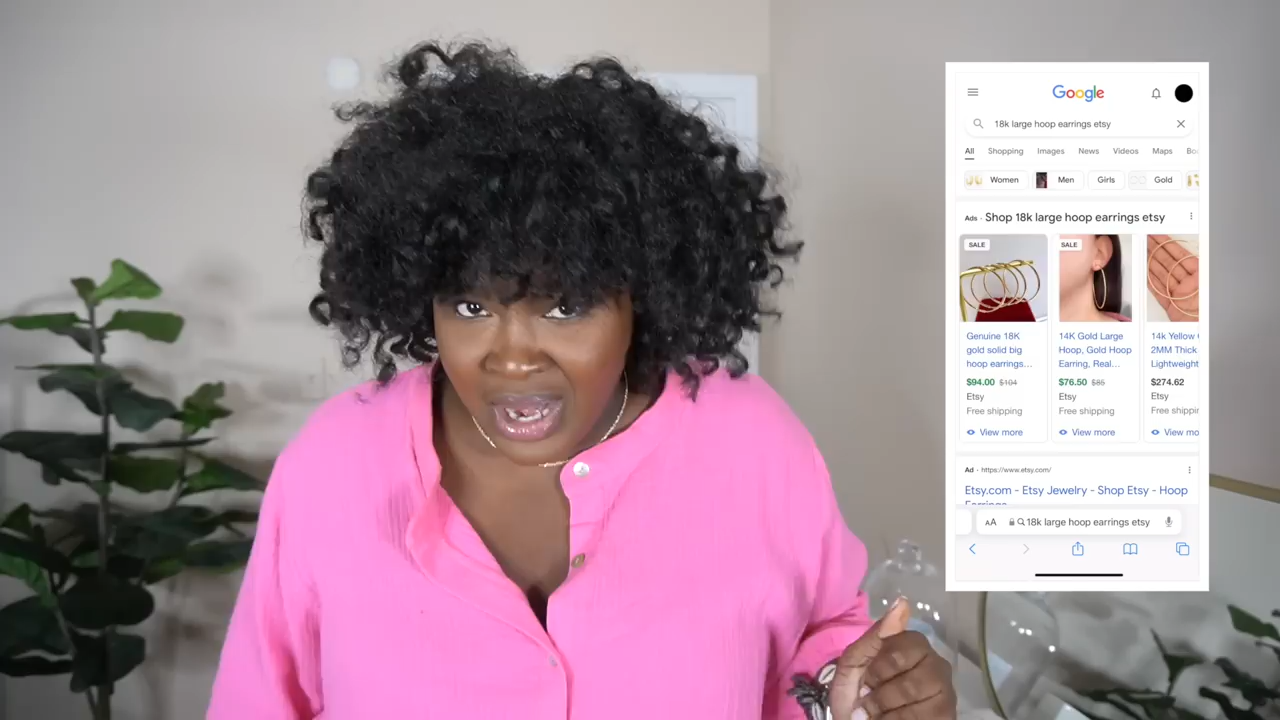 Google
18k large hoop earrings etsy
All Shopping Images News Videos Maps
Women Men Girls Gold
Ads · Shop 18k large hoop earrings etsy
SALE SALE
Genuine 18K
gold solid big
hoop earrings...
$94.00 $104
Etsy
Free shipping
View more
14K Gold Large
Hoop, Gold Hoop
Earring, Real...
$76.50 $85
Etsy
Free shipping
View more
14k Yellow
2MM Thick
Lightweight
$274.62
Etsy
Free
View
Ad · https://www.etsy.com/
Etsy.com - Etsy Jewelry - Shop Etsy - Hoop
Earrings
AA 18k large hoop earrings etsy